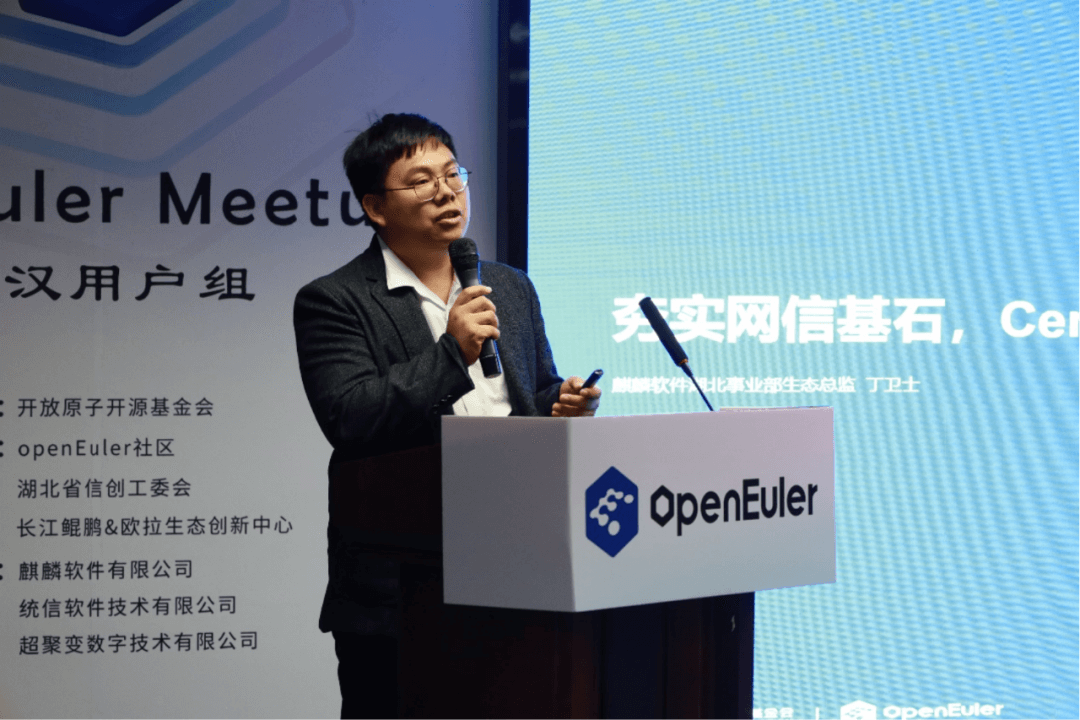 uler Meetu
汉用户组
：开放原子开源基金会
：openEuler社区
湖北省信创工委会
长江鲲鹏&欧拉生态创新中心
：麒麟软件有限公司
统信软件技术有限公司
超聚变数字技术有限公司
夯实网信基石，Cen
麒麟软件湖北事业部生态总监 丁卫士
OpenEuler
基金会 | OpenEuler